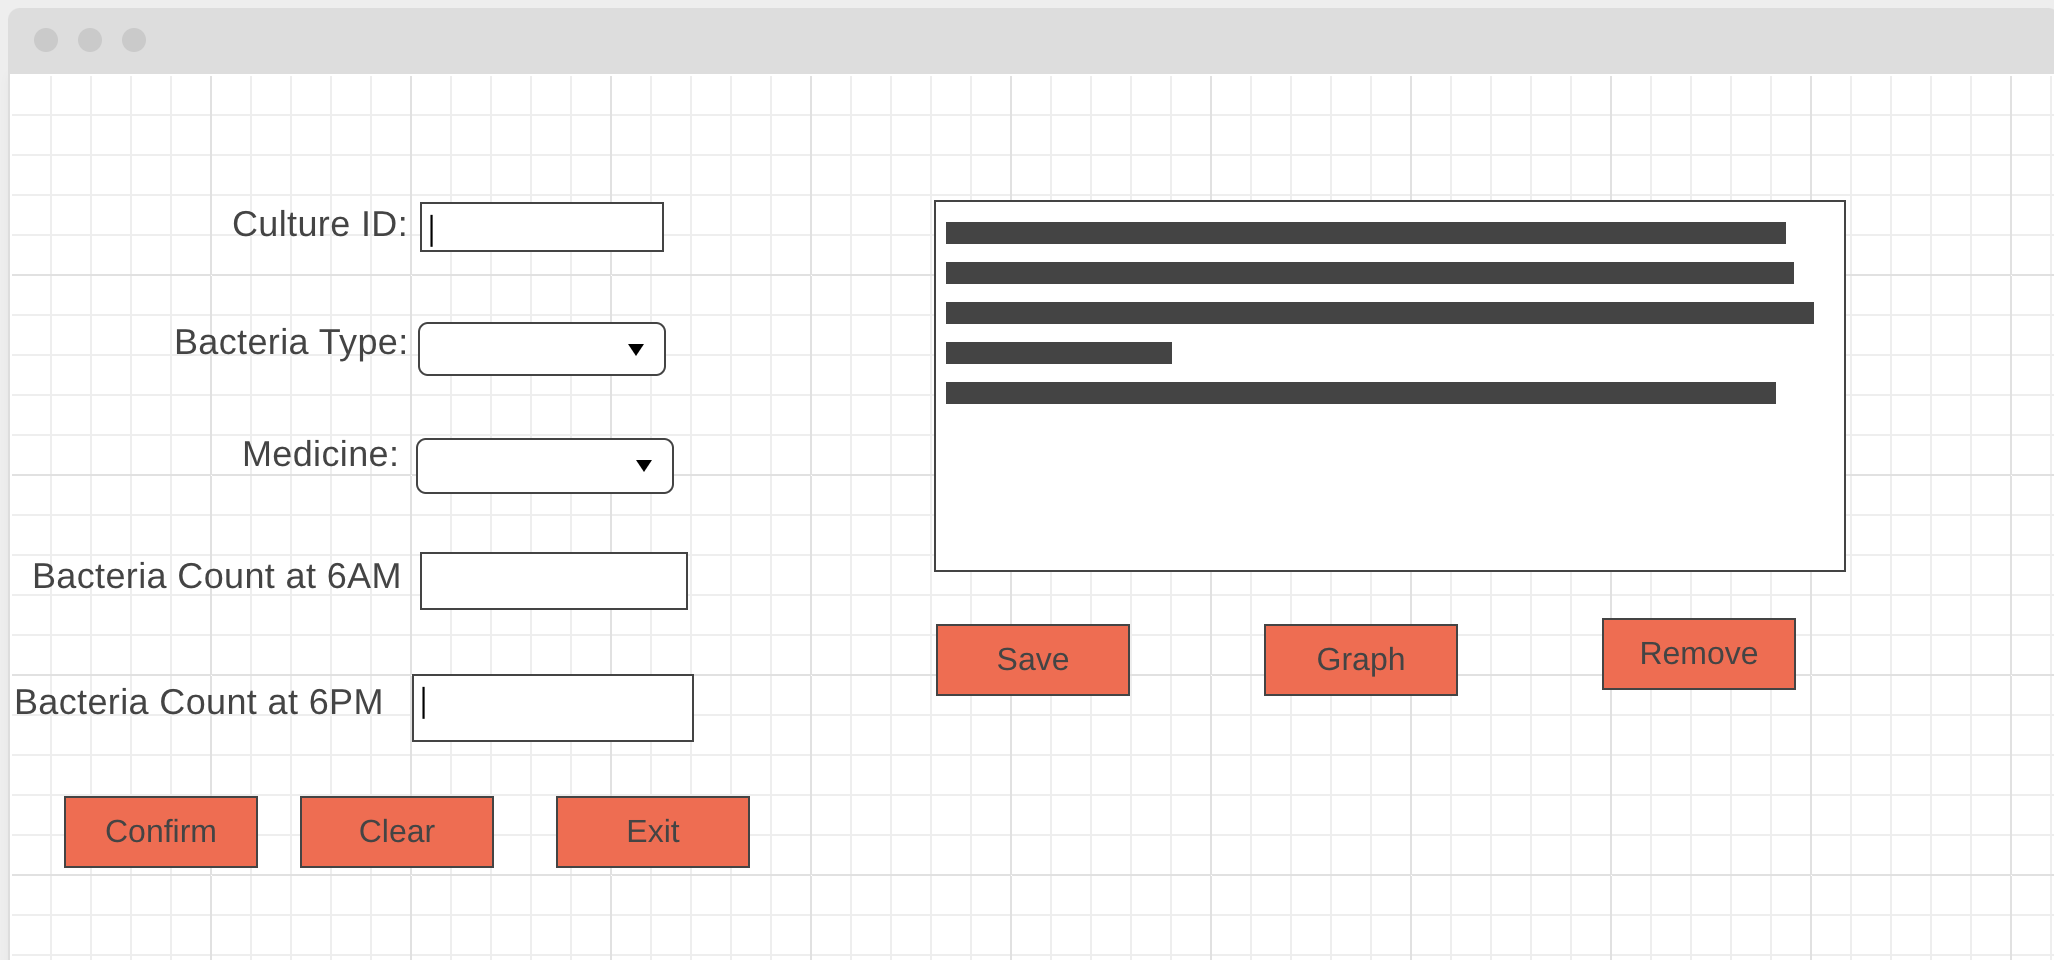 Culture ID:
Bacteria Type:
Medicine:
Bacteria Count at 6AM
Bacteria Count at 6PM
Confirm
Clear
Exit
Save
Graph
Remove